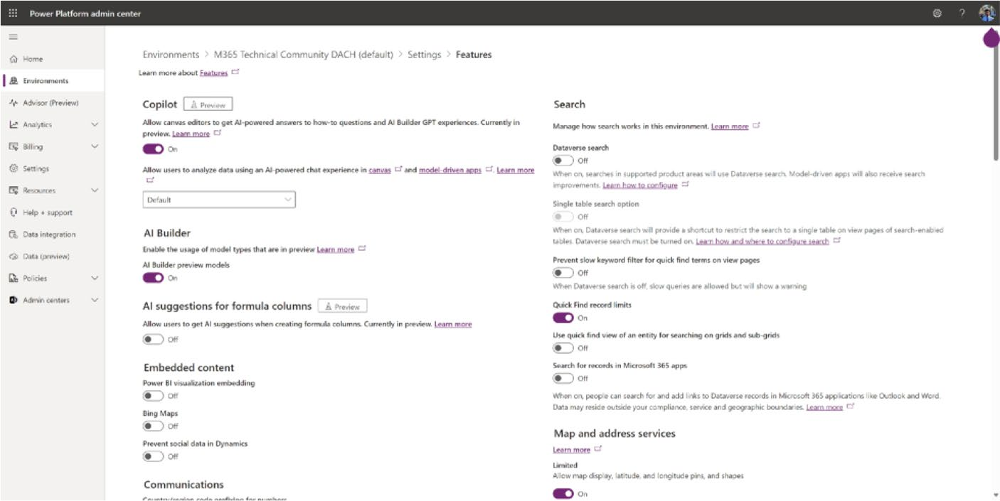 Power Platform admin center
?
Home
Environments
Advisor (Preview)
Analytics
Billing
Settings
Resources
Help + support
Data integration
Data (preview)
Policies
Admin centers
Environments > M365 Technical Community DACH (default) > Settings > Features
Learn more about Features
Copilot Preview
Allow canvas editors to get AI-powered answers to how-to questions and AI Builder GPT experiences. Currently in
preview. Learn more
On
Allow users to analyze data using an AI-powered chat experience in canvas and model-driven apps. Learn more
Default
AI Builder
Enable the usage of model types that are in preview Learn more
AI Builder preview models
On
AI suggestions for formula columns Preview
Allow users to get AI suggestions when creating formula columns. Currently in preview. Learn more
Off
Embedded content
Power BI visualization embedding
Off
Bing Maps
Off
Prevent social data in Dynamics
Off
Communications
Country/region code prefixing for numbers
Search
Manage how search works in this environment. Learn more
Dataverse search
Off
When on, searches in supported product areas will use Dataverse search. Model-driven apps will also receive search
improvements. Learn how to configure
Single table search option
Off
When on, Dataverse search will provide a shortcut to restrict the search to a single table on view pages of search-enabled
tables. Dataverse search must be turned on. Learn how and where to configure search
Prevent slow keyword filter for quick find terms on view pages
Off
When Dataverse search is off, slow queries are allowed but will show a warning
Quick Find record limits
On
Use quick find view of an entity for searching on grids and sub-grids
Off
Search for records in Microsoft 365 apps
Off
When on, people can search for and add links to Dataverse records in Microsoft 365 applications like Outlook and Word.
Data may reside outside your compliance, service and geographic boundaries. Learn more
Map and address services
Learn more
Limited
Allow map display, latitude, and longitude pins, and shapes
On